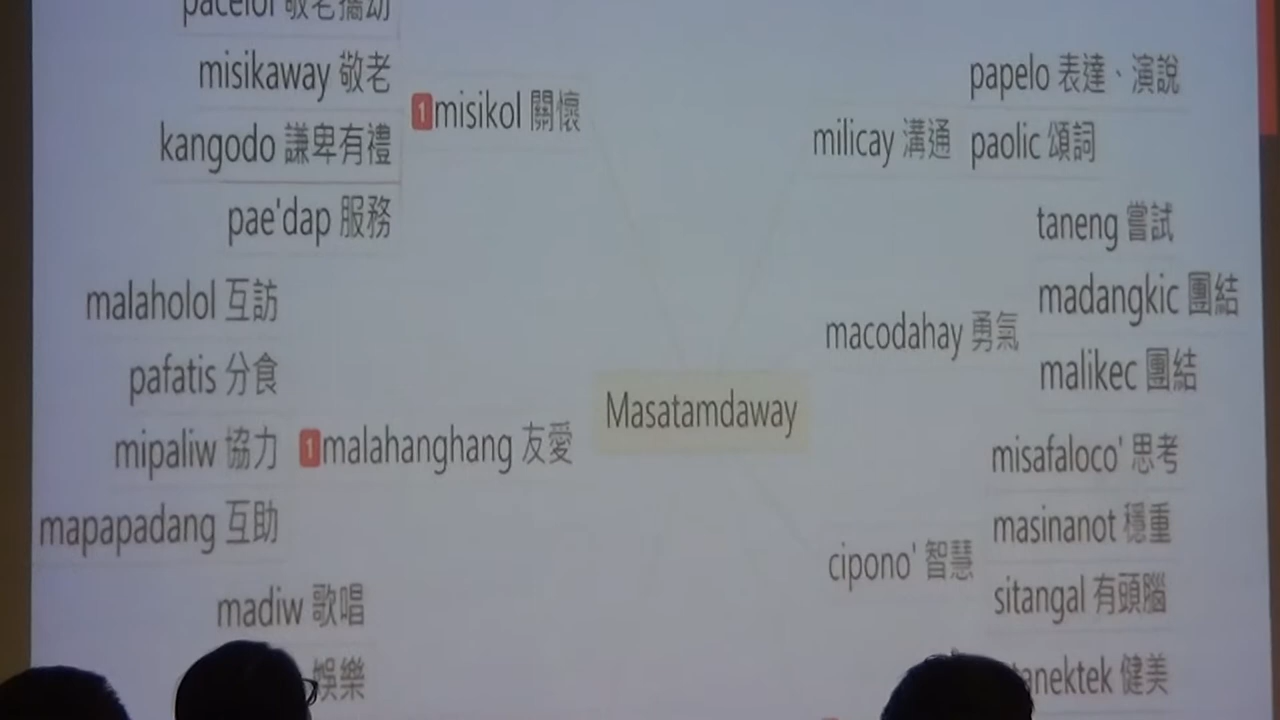 misikaway 敬老
kangodo 謙卑有禮
pae'dap 服務
1 misikol 關懷
malaholol 互訪
pafatis 分食
mipaliw 協力
mapapadang 互助
1 malahanghang 友愛
madiw 歌唱
娛樂
Masatamdaway
milicay 溝通
papelo 表達、演說
paolic 頌詞
macodahay 勇氣
taneng 嘗試
madangkic 團結
malikec 團結
cipono' 智慧
misafaloco' 思考
masinanot 穩重
sitangal 有頭腦
健美